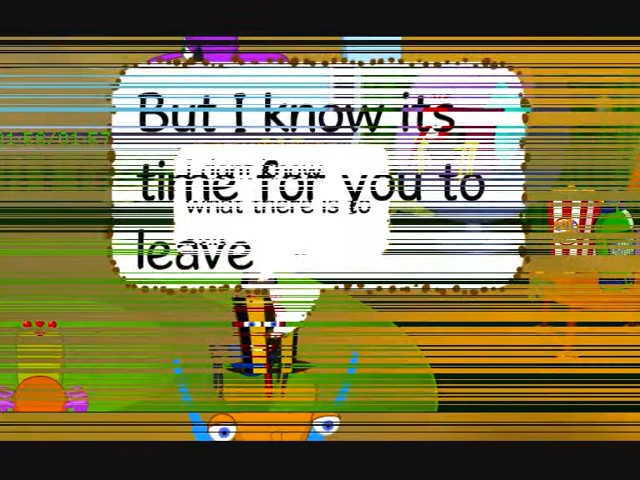 But I know its
time for you to
leave
I dont know
what there is to